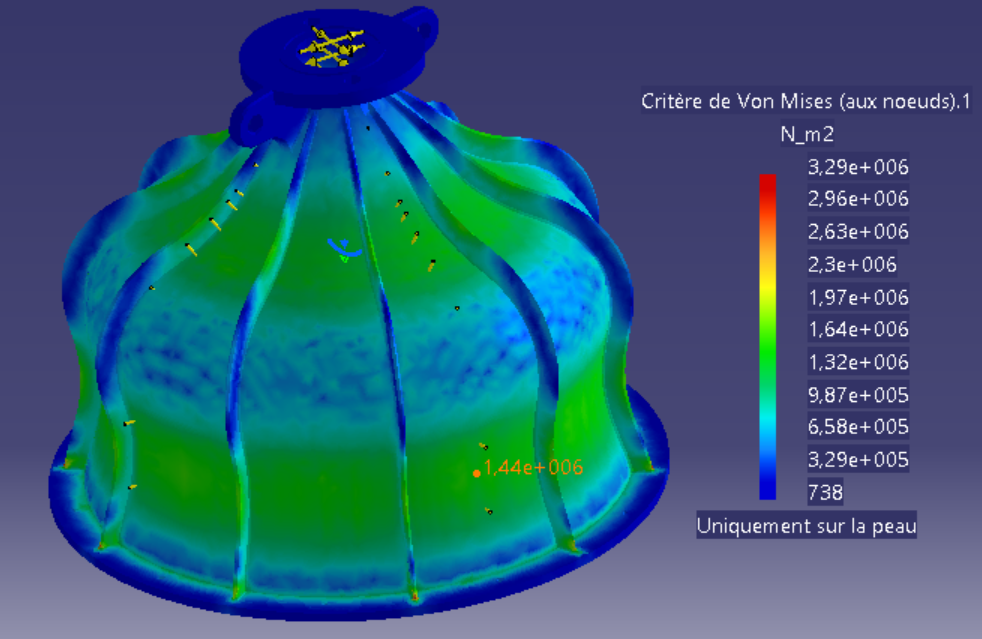 Critère de Von Mises (aux noeuds).1
N_m2
3,29e+006
2,96e+006
2,63e+006
2,3e+006
1,97e+006
1,64e+006
1,32e+006
9,87e+005
6,58e+005
3,29e+005
738
Uniquement sur la peau
1,44e+006